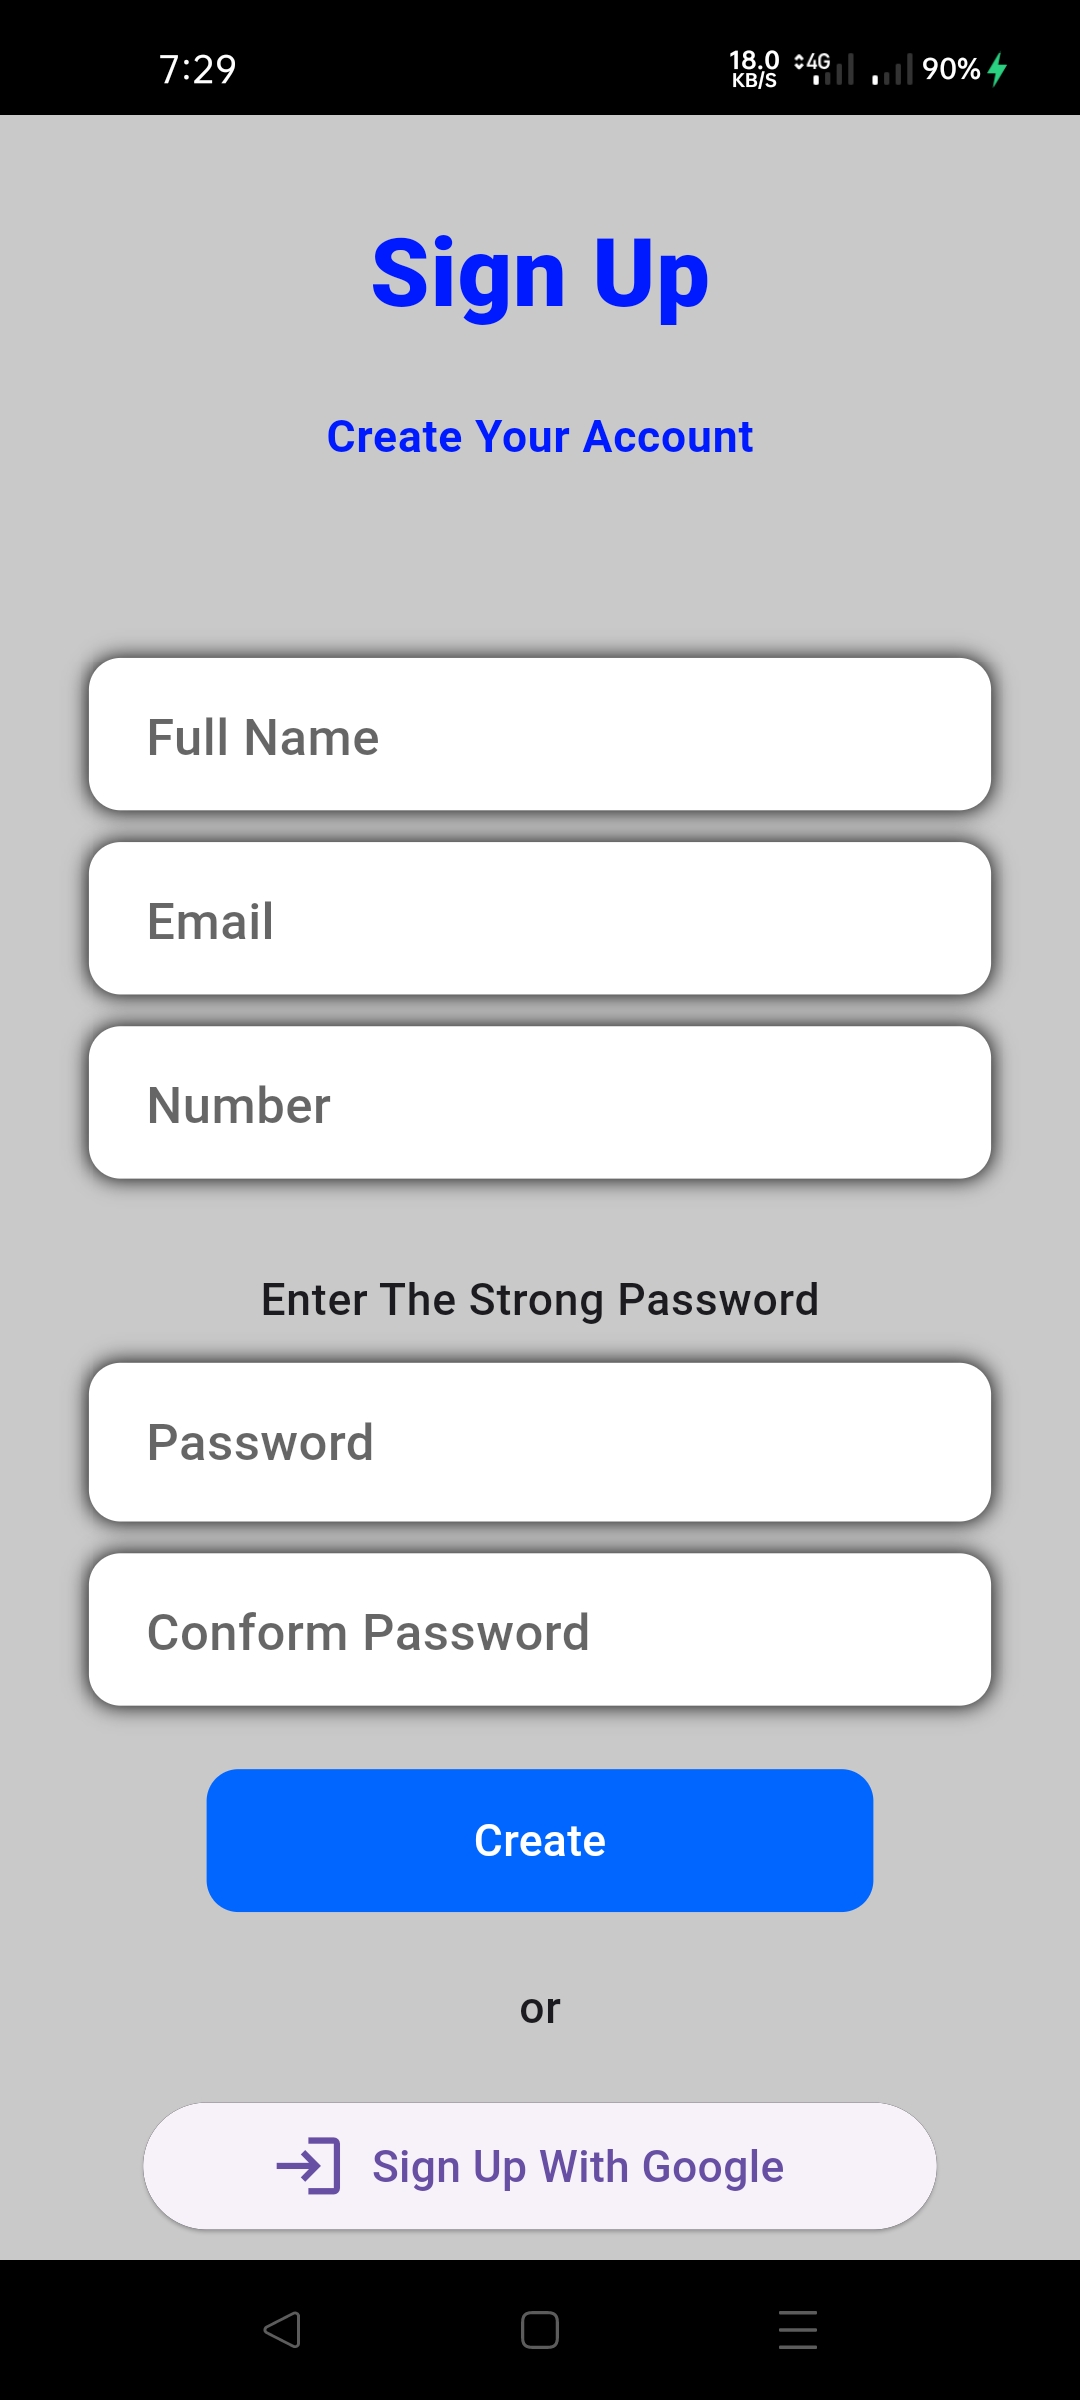 7:29
18.0 KB/S 4G 90%
Sign Up
Create Your Account
Full Name
Email
Number
Enter The Strong Password
Password
Conform Password
Create
or
Sign Up With Google